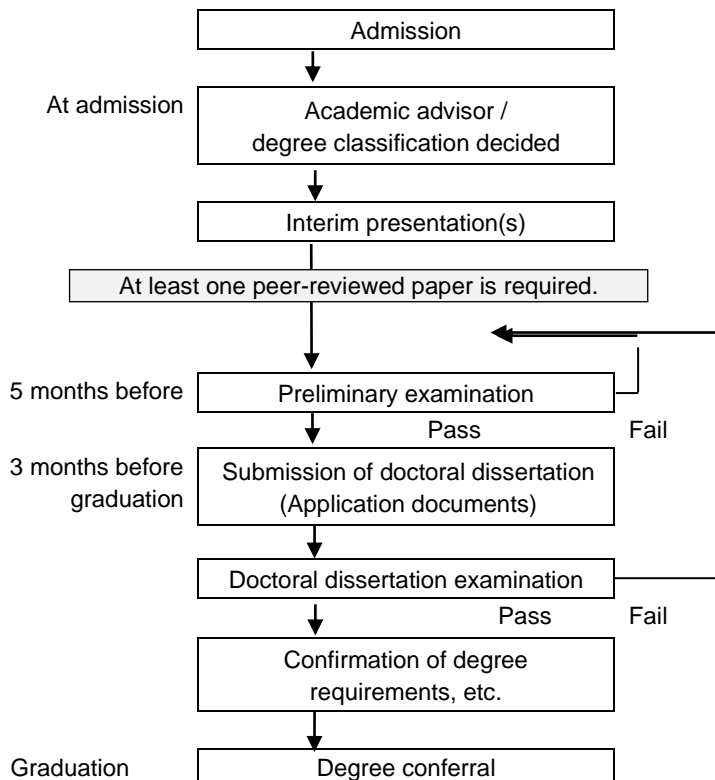 Admission
At admission
Academic advisor /
degree classification decided
Interim presentation(s)
At least one peer-reviewed paper is required.
5 months before
Preliminary examination
Pass
Fail
3 months before
graduation
Submission of doctoral dissertation
(Application documents)
Doctoral dissertation examination
Pass
Fail
Confirmation of degree
requirements, etc.
Graduation
Degree conferral